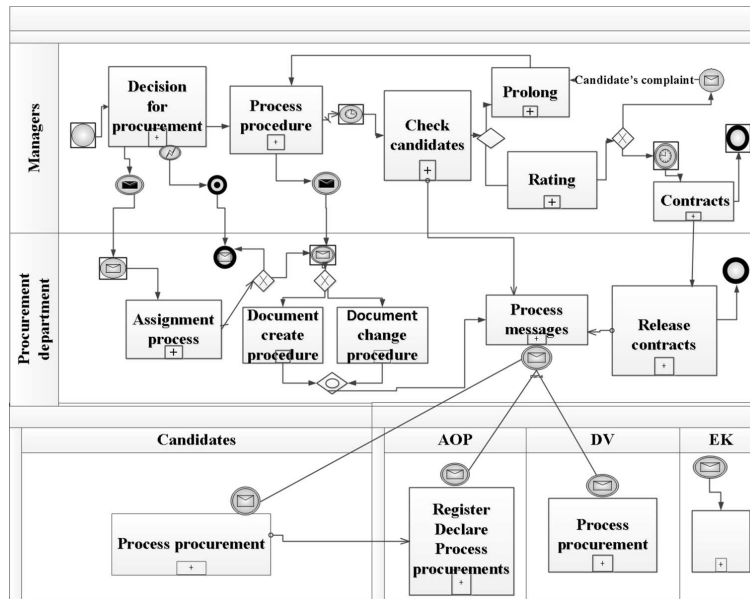 Managers
Decision
for
procurement
Process
procedure
Check
candidates
Prolong
Candidate's complaint
Rating
Contracts
Procurement
department
Assignment
process
Document
create
procedure
Document
change
procedure
Process
messages
Release
contracts
Candidates
AOP
DV
EK
Process procurement
Register
Declare
Process
procurements
Process
procurement